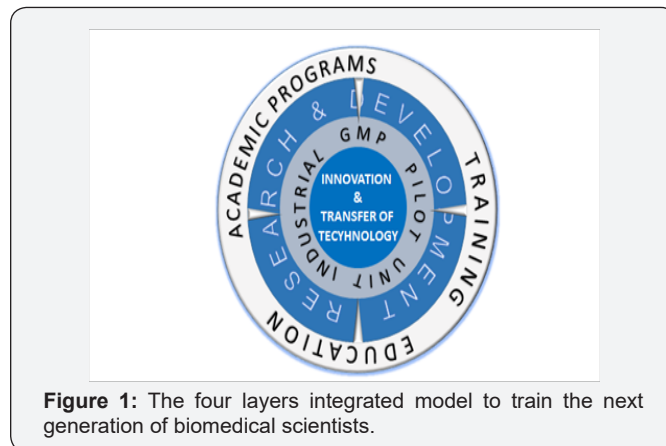 ACADEMIC PROGRAMS
TRAINING
EDUCATION
RESEARCH & DEVELOPMENT
INDUSTRIAL GMP PILOT UNIT
INNOVATION
&
TRANSFER OF
TECYHNOLOGY
Figure 1: The four layers integrated model to train the next
generation of biomedical scientists.